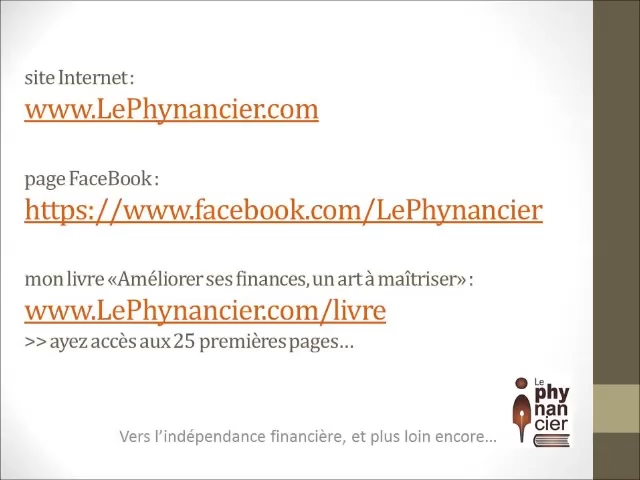 site Internet :
www.LePhynancier.com
page FaceBook :
https://www.facebook.com/LePhynancier
mon livre «Améliorer ses finances, un art à maîtriser» :
www.LePhynancier.com/livre
>> ayez accès aux 25 premières pages…
Le
phy
nan
cier
Vers l’indépendance financière, et plus loin encore…